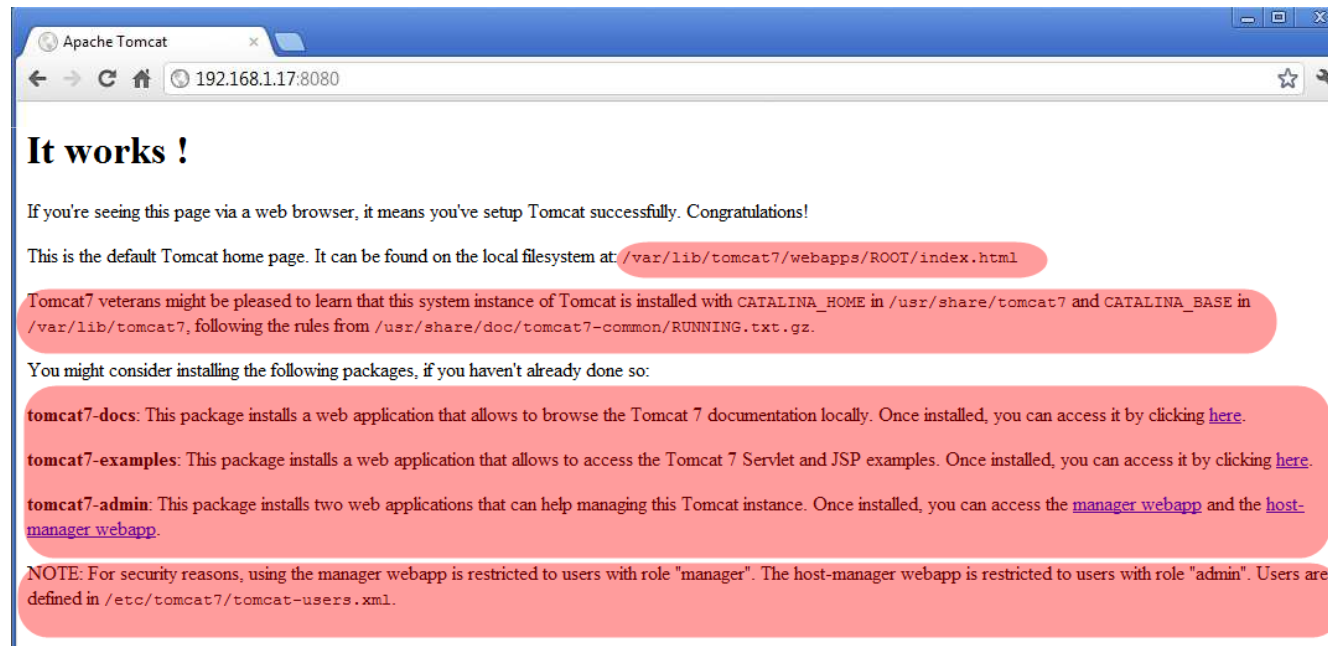 Apache Tomcat
192.168.1.17:8080
It works !
If you're seeing this page via a web browser, it means you've setup Tomcat successfully. Congratulations!
This is the default Tomcat home page. It can be found on the local filesystem at: /var/lib/tomcat7/webapps/ROOT/index.html
Tomcat7 veterans might be pleased to learn that this system instance of Tomcat is installed with CATALINA_HOME in /usr/share/tomcat7 and CATALINA_BASE in
/var/lib/tomcat7, following the rules from /usr/share/doc/tomcat7-common/RUNNING.txt.gz.
You might consider installing the following packages, if you haven't already done so:
tomcat7-docs: This package installs a web application that allows to browse the Tomcat 7 documentation locally. Once installed, you can access it by clicking here.
tomcat7-examples: This package installs a web application that allows to access the Tomcat 7 Servlet and JSP examples. Once installed, you can access it by clicking here.
tomcat7-admin: This package installs two web applications that can help managing this Tomcat instance. Once installed, you can access the manager webapp and the host-
manager webapp.
NOTE: For security reasons, using the manager webapp is restricted to users with role "manager". The host-manager webapp is restricted to users with role "admin". Users are
defined in /etc/tomcat7/tomcat-users.xml.